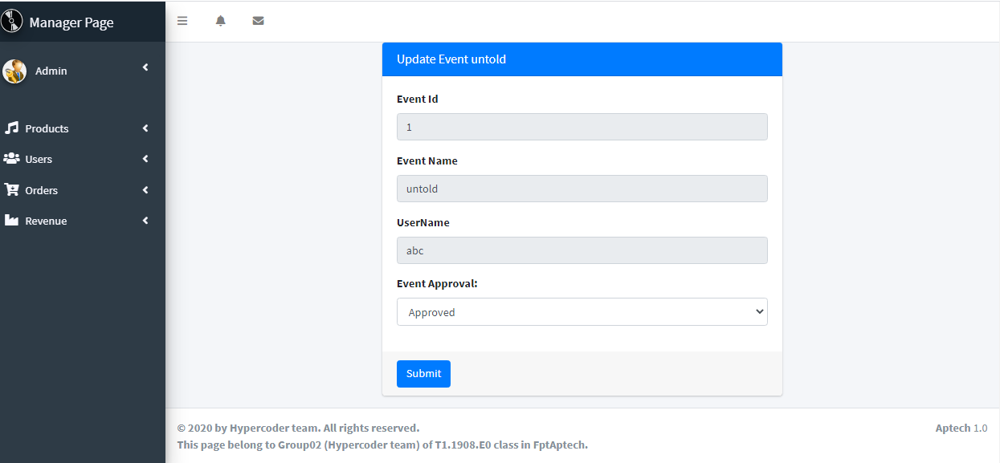 Manager Page
Admin
Products
Users
Orders
Revenue
Update Event untold
Event Id
1
Event Name
untold
UserName
abc
Event Approval:
Approved
Submit
© 2020 by Hypercoder team. All rights reserved.
Aptech 1.0
This page belong to Group02 (Hypercoder team) of T1.1908.E0 class in FptAptech.